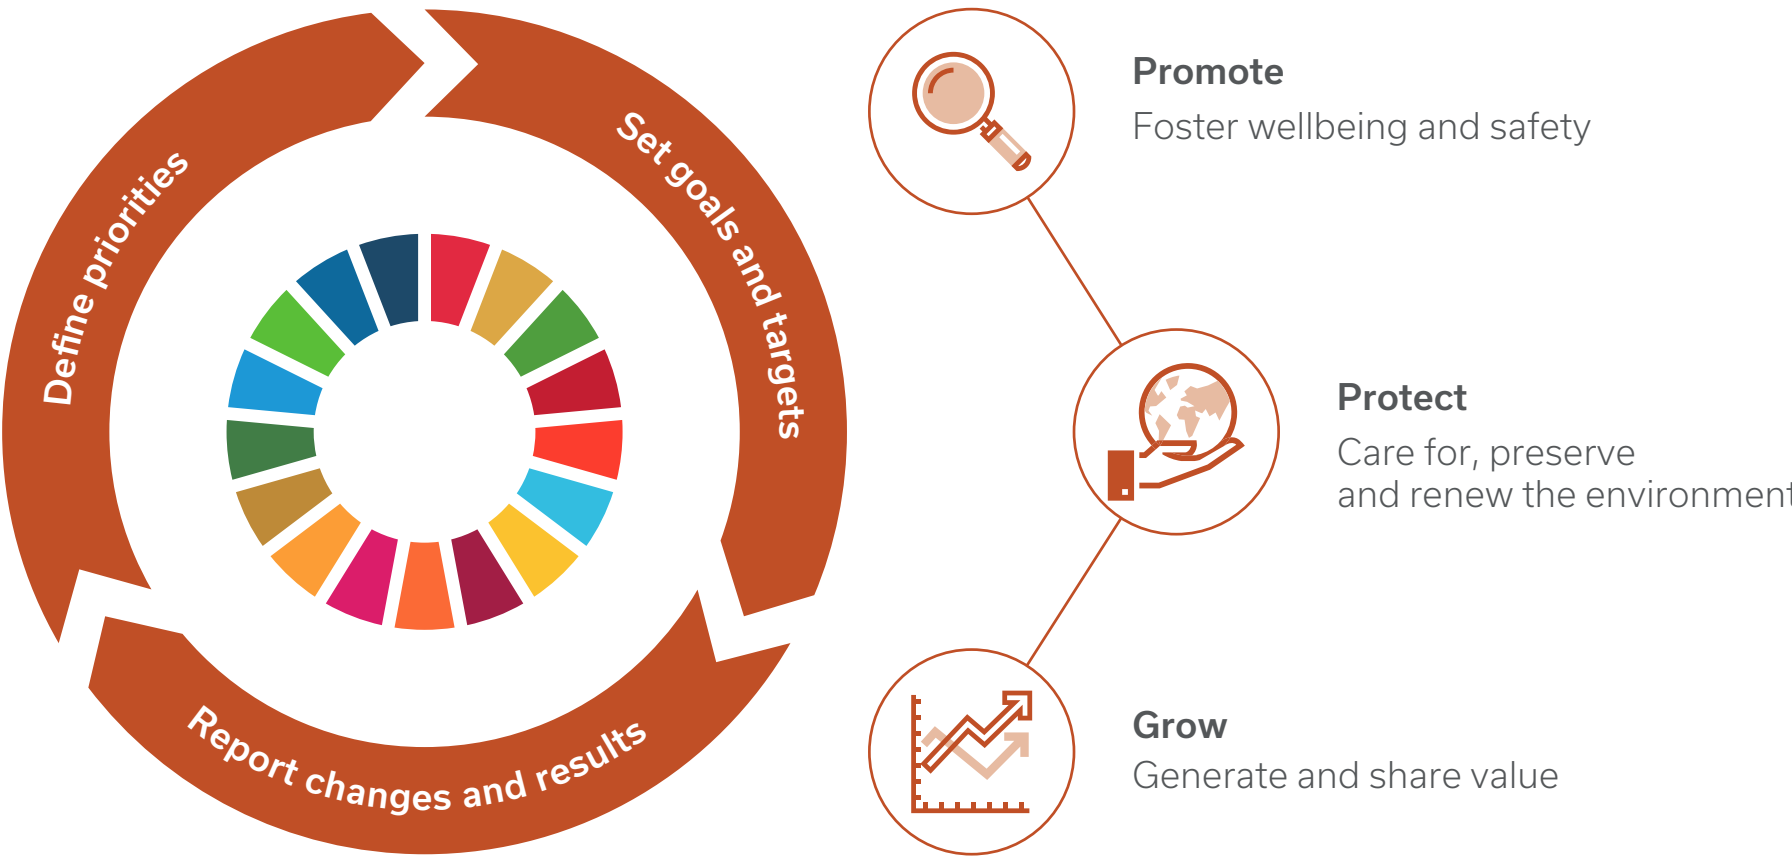 Define priorities
Set goals and targets
Report changes and results
Promote
Foster wellbeing and safety
Protect
Care for, preserve
and renew the environment
Grow
Generate and share value